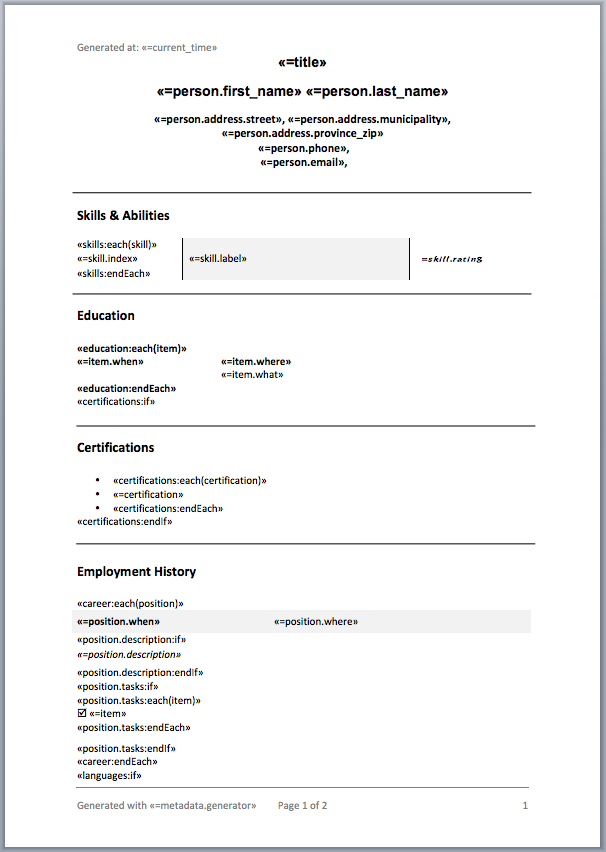 Generated at: «=current_time»
«=title»
«=person.first_name» «=person.last_name»
«=person.address.street», «=person.address.municipality»,
«=person.address.province_zip»
«=person.phone»,
«=person.email»,
Skills & Abilities
«skills:each(skill)»
«=skill.index» «=skill.label» =skill.rating
«skills:endEach»
Education
«education:each(item)»
«=item.when» «=item.where»
«=item.what»
«education:endEach»
«certifications:if»
Certifications
• «certifications:each(certification)»
• «=certification»
• «certifications:endEach»
«certifications:endIf»
Employment History
«career:each(position)»
«=position.when» «=position.where»
«position.description:if»
«=position.description»
«position.description:endIf»
«position.tasks:if»
«position.tasks:each(item)»
☑ «=item»
«position.tasks:endEach»
«position.tasks:endIf»
«career:endEach»
«languages:if»
Generated with «=metadata.generator» Page 1 of 2 1